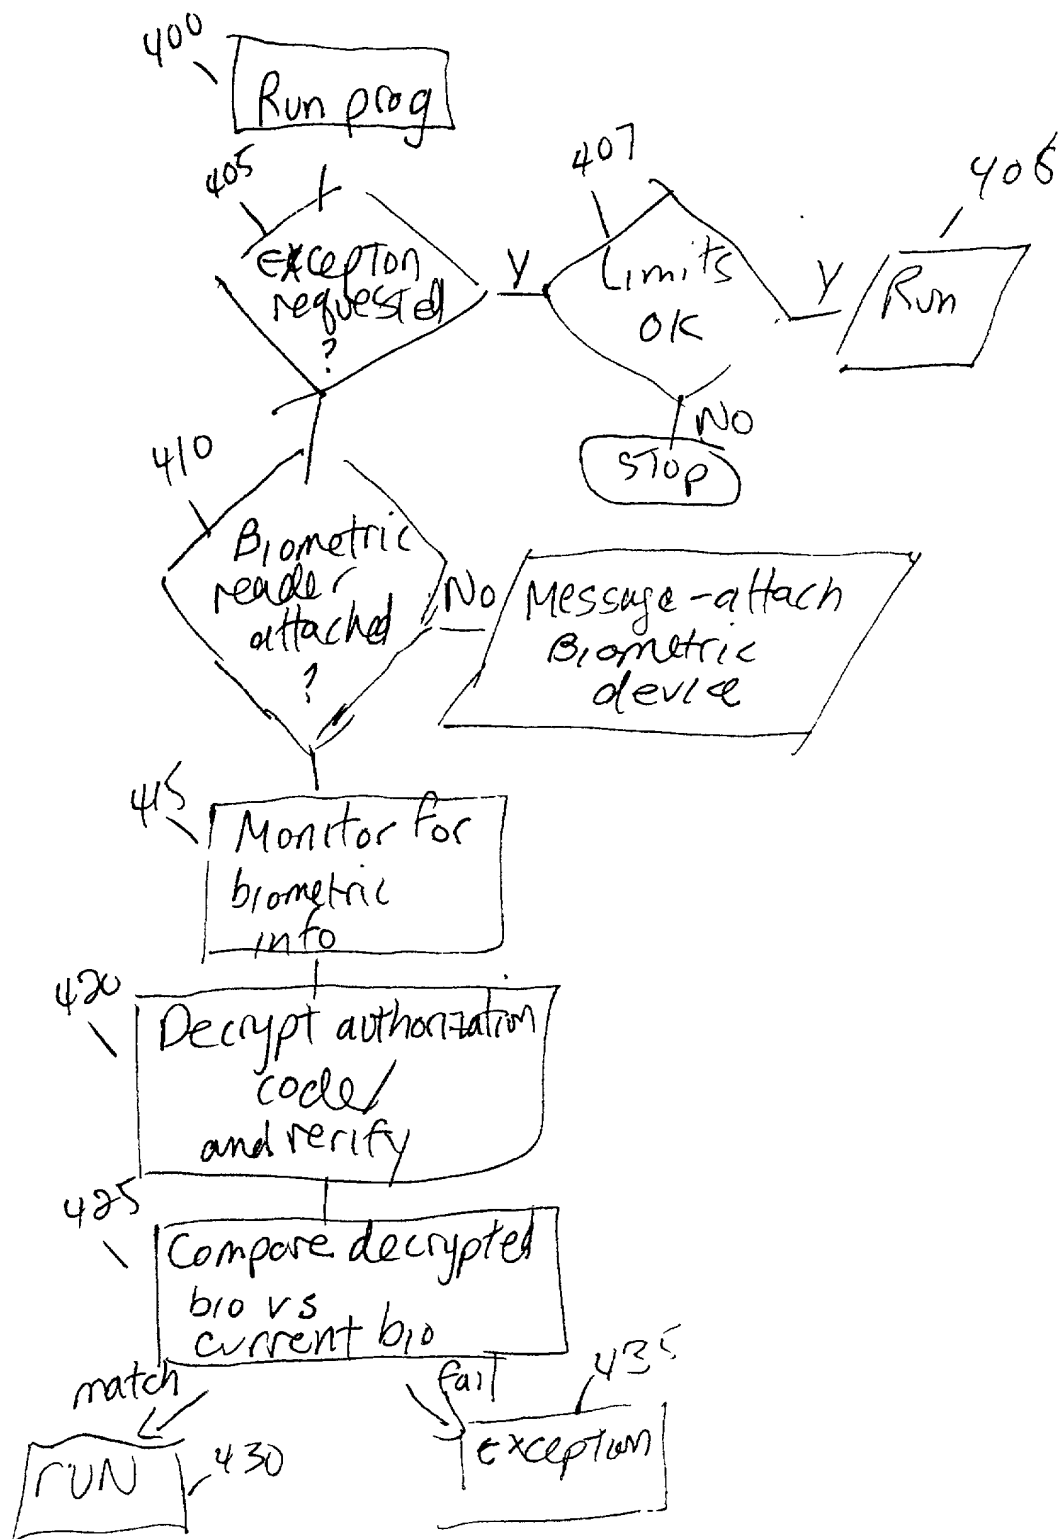 400
Run prog
405
407
406
excepton
requested
?
Y
Limits
OK
Y
Run
NO
STOP
410
Biometric
reader
attached
?
No
Message-attach
Biometric
device
415
Monitor for
biometric
info
420
Decrypt authorization
code/
and verify
425
Compare decrypted
bio vs
current bio
match
fail
435
RUN
430
exception